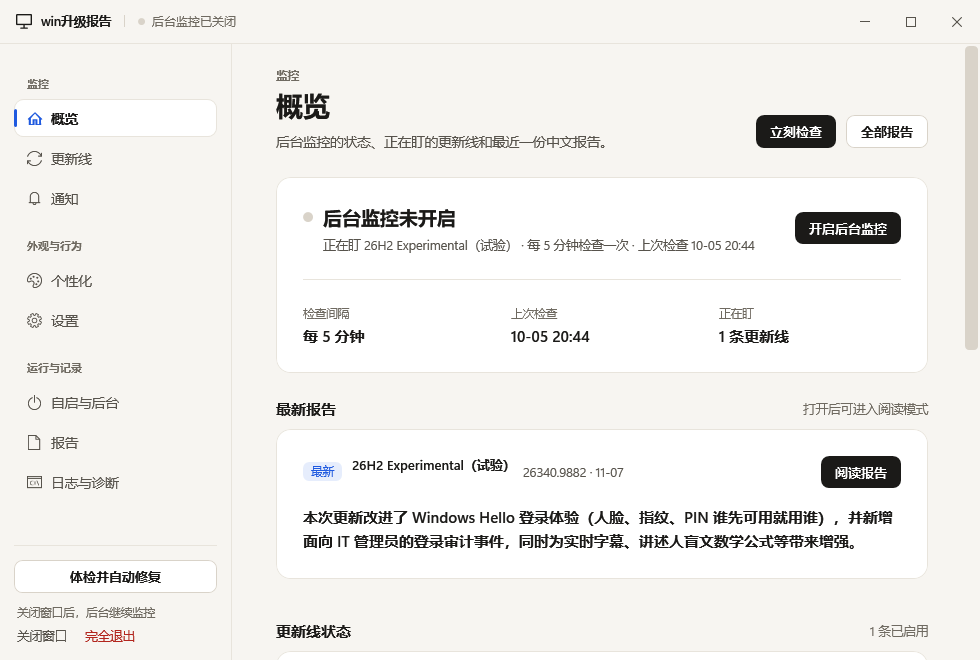 win升级报告
后台监控已关闭
监控
概览
更新线
通知
外观与行为
个性化
设置
运行与记录
自启与后台
报告
日志与诊断
体检并自动修复
关闭窗口后，后台继续监控
关闭窗口 完全退出
监控
概览
后台监控的状态、正在盯的更新线和最近一份中文报告。
立刻检查
全部报告
后台监控未开启
正在盯 26H2 Experimental（试验） · 每 5 分钟检查一次 · 上次检查 10-05 20:44
开启后台监控
检查间隔
每 5 分钟
上次检查
10-05 20:44
正在盯
1 条更新线
最新报告
打开后可进入阅读模式
最新
26H2 Experimental（试验）
26340.9882 · 11-07
阅读报告
本次更新改进了 Windows Hello 登录体验（人脸、指纹、PIN 谁先可用就用谁），并新增
面向 IT 管理员的登录审计事件，同时为实时字幕、讲述人盲文数学公式等带来增强。
更新线状态
1 条已启用